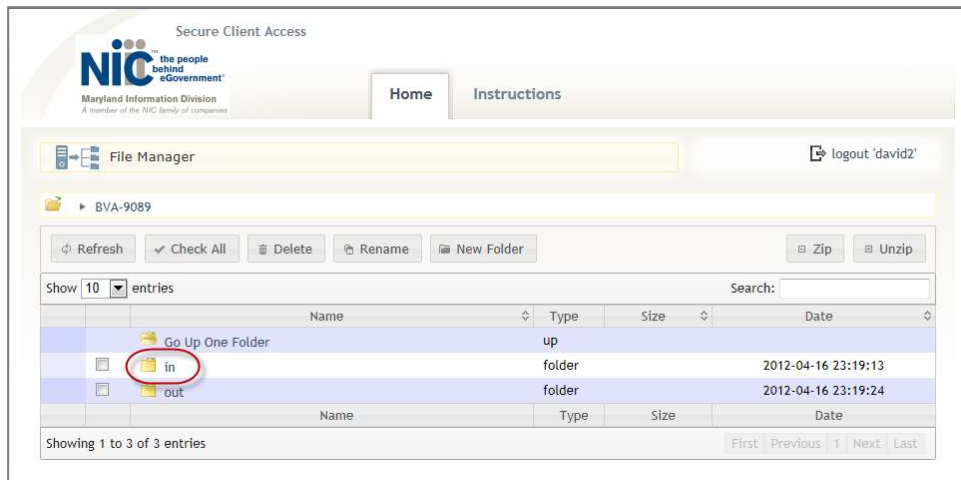 Secure Client Access
NIC™ the people
behind
eGovernment®
Maryland Information Division
A member of the NIC family of companies
Home Instructions
File Manager
logout 'david2'
BVA-9089
Refresh Check All Delete Rename New Folder Zip Unzip
Show 10 entries Search:
Name Type Size Date
Go Up One Folder up
in folder 2012-04-16 23:19:13
out folder 2012-04-16 23:19:24
Name Type Size Date
Showing 1 to 3 of 3 entries First Previous 1 Next Last